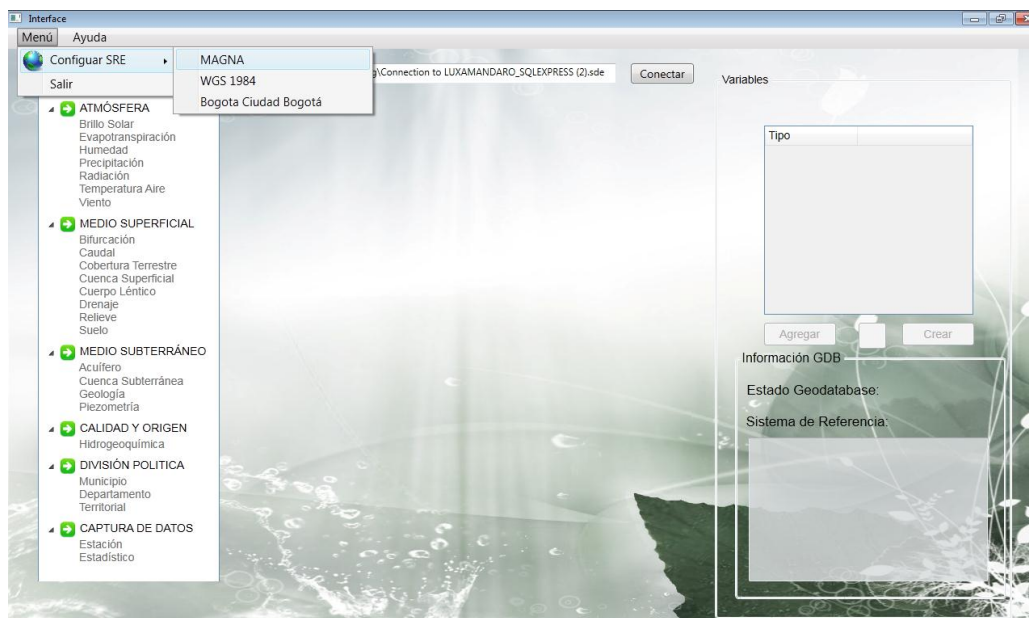 Interface
Menú Ayuda
Configuar SRE
Salir
MAGNA
WGS 1984
Bogota Ciudad Bogotá
g\Connection to LUXAMANDARO_SQLEXPRESS (2).sde
Conectar
ATMÓSFERA
Brillo Solar
Evapotranspiración
Humedad
Precipitación
Radiación
Temperatura Aire
Viento
MEDIO SUPERFICIAL
Bifurcación
Caudal
Cobertura Terrestre
Cuenca Superficial
Cuerpo Léntico
Drenaje
Relieve
Suelo
MEDIO SUBTERRÁNEO
Acuífero
Cuenca Subterránea
Geología
Piezometría
CALIDAD Y ORIGEN
Hidrogeoquímica
DIVISIÓN POLITICA
Municipio
Departamento
Territorial
CAPTURA DE DATOS
Estación
Estadístico
Variables
Tipo
Agregar Crear
Información GDB
Estado Geodatabase:
Sistema de Referencia: